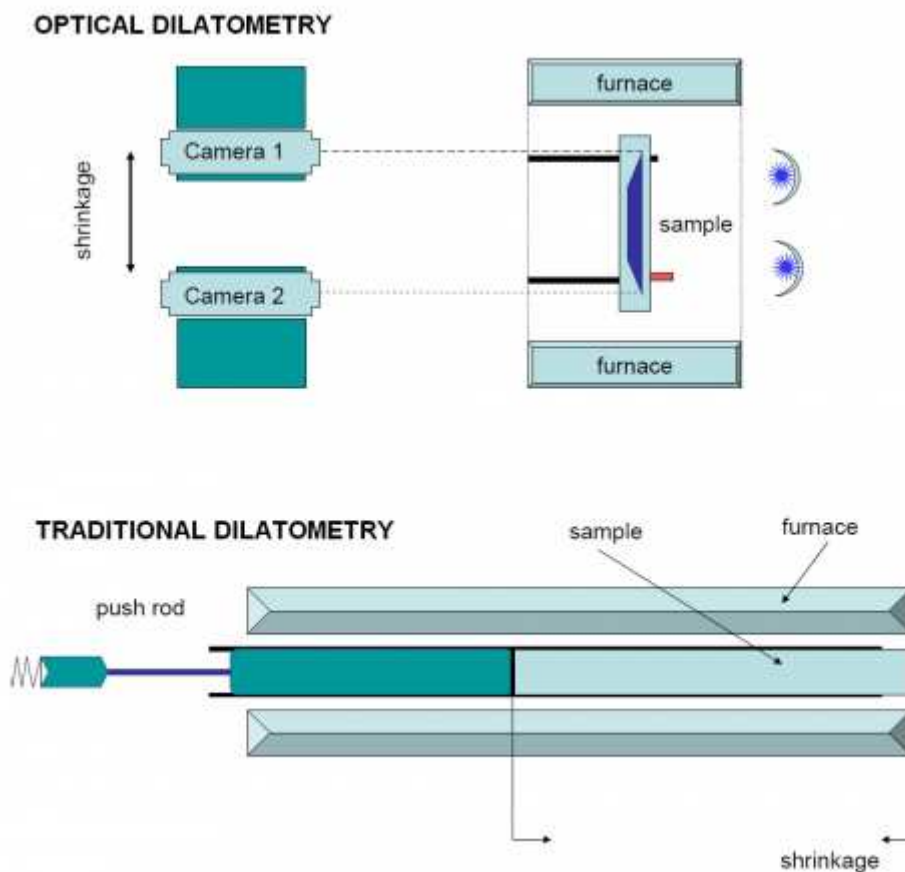 OPTICAL DILATOMETRY
furnace
Camera 1
shrinkage
sample
Camera 2
furnace
TRADITIONAL DILATOMETRY
sample
furnace
push rod
shrinkage